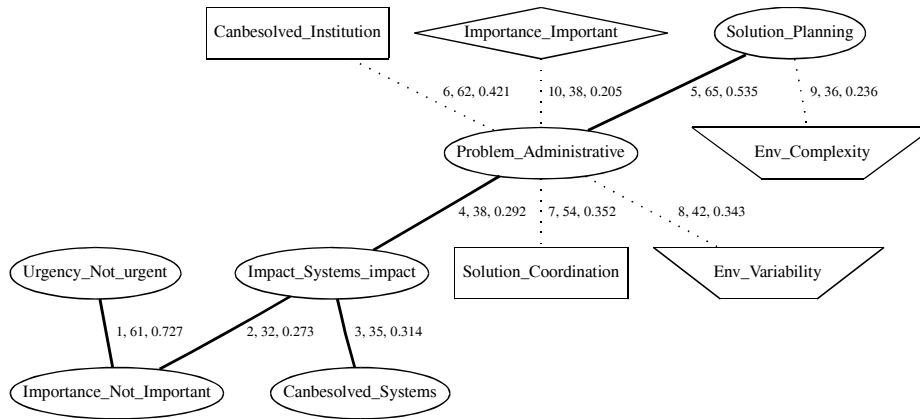 Canbesolved_Institution
Importance_Important
Solution_Planning
6, 62, 0.421
10, 38, 0.205
5, 65, 0.535
9, 36, 0.236
Problem_Administrative
Env_Complexity
4, 38, 0.292
7, 54, 0.352
8, 42, 0.343
Urgency_Not_urgent
Impact_Systems_impact
Solution_Coordination
Env_Variability
1, 61, 0.727
2, 32, 0.273
3, 35, 0.314
Importance_Not_Important
Canbesolved_Systems